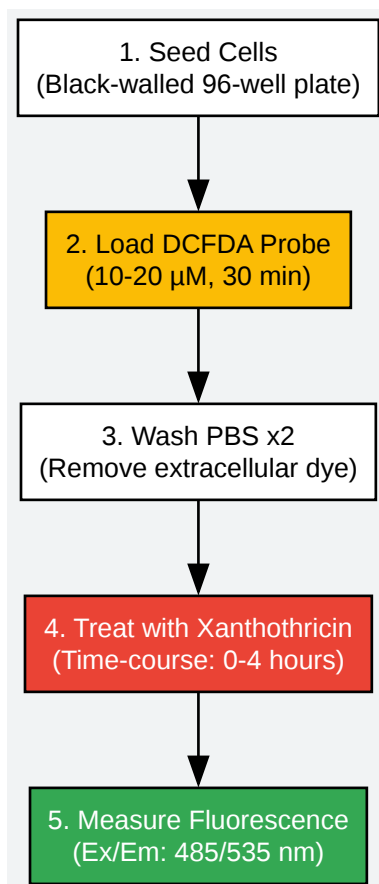 1. Seed Cells
(Black-walled 96-well plate)
2. Load DCFDA Probe
(10-20 µM, 30 min)
3. Wash PBS x2
(Remove extracellular dye)
4. Treat with Xanthothricin
(Time-course: 0-4 hours)
5. Measure Fluorescence
(Ex/Em: 485/535 nm)